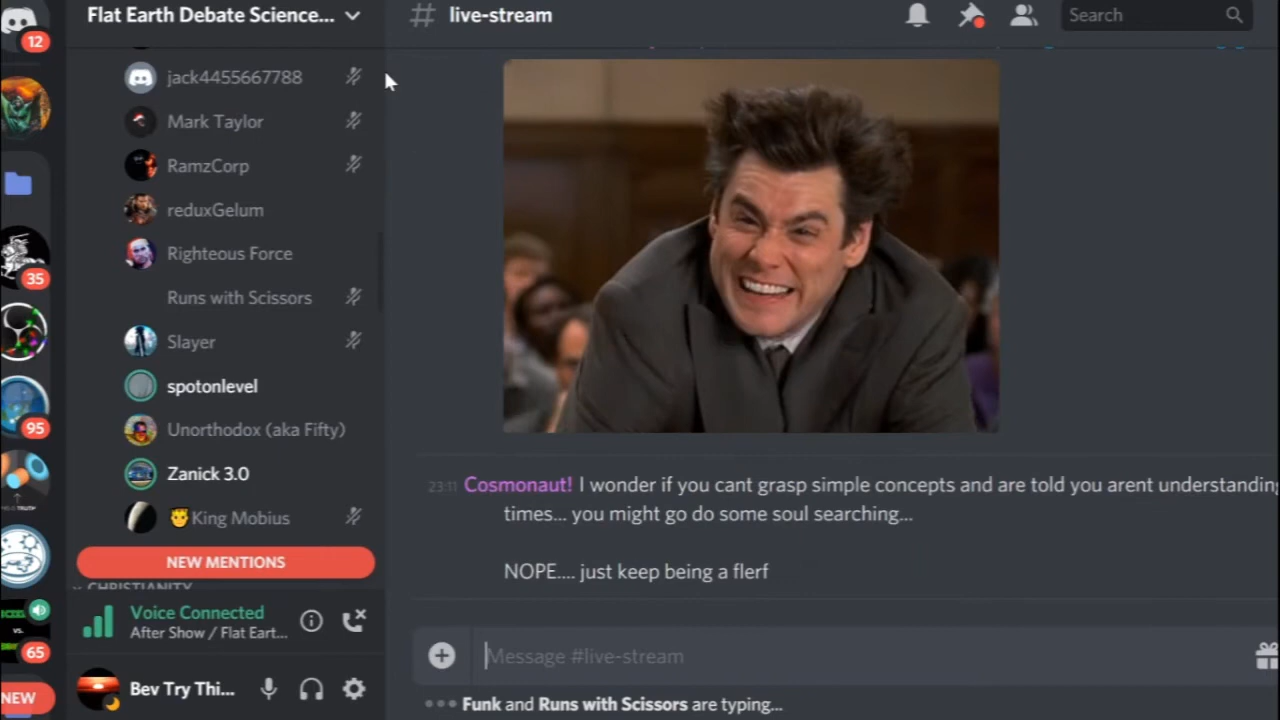 12
Flat Earth Debate Science...
# live-stream
Search
jack4455667788
Mark Taylor
RamzCorp
reduxGelum
Righteous Force
35
Runs with Scissors
Slayer
spotonlevel
95
Unorthodox (aka Fifty)
Zanick 3.0
King Mobius
NEW MENTIONS
CHRISTIANITY
23:11 Cosmonaut! I wonder if you cant grasp simple concepts and are told you arent understanding
times... you might go do some soul searching...
NOPE.... just keep being a flerf
Voice Connected
After Show / Flat Eart...
VS.
65
Message #live-stream
NEW
Bev Try Thi...
Funk and Runs with Scissors are typing...